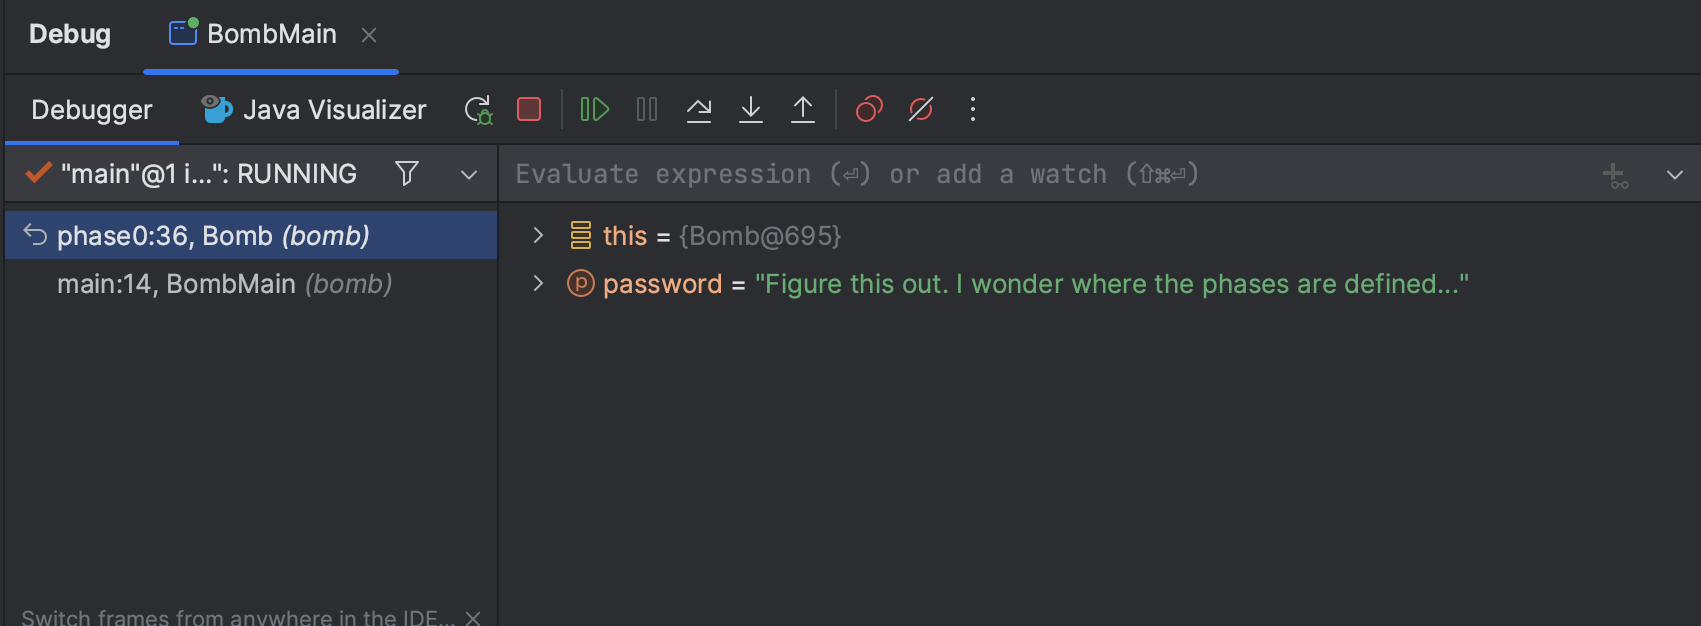 Debug BombMain
Debugger Java Visualizer
"main"@1 i...": RUNNING Evaluate expression (⏎) or add a watch (⇧⌘⏎)
phase0:36, Bomb (bomb) this = {Bomb@695}
main:14, BombMain (bomb) p password = "Figure this out. I wonder where the phases are defined..."
Switch frames from anywhere in the IDE...